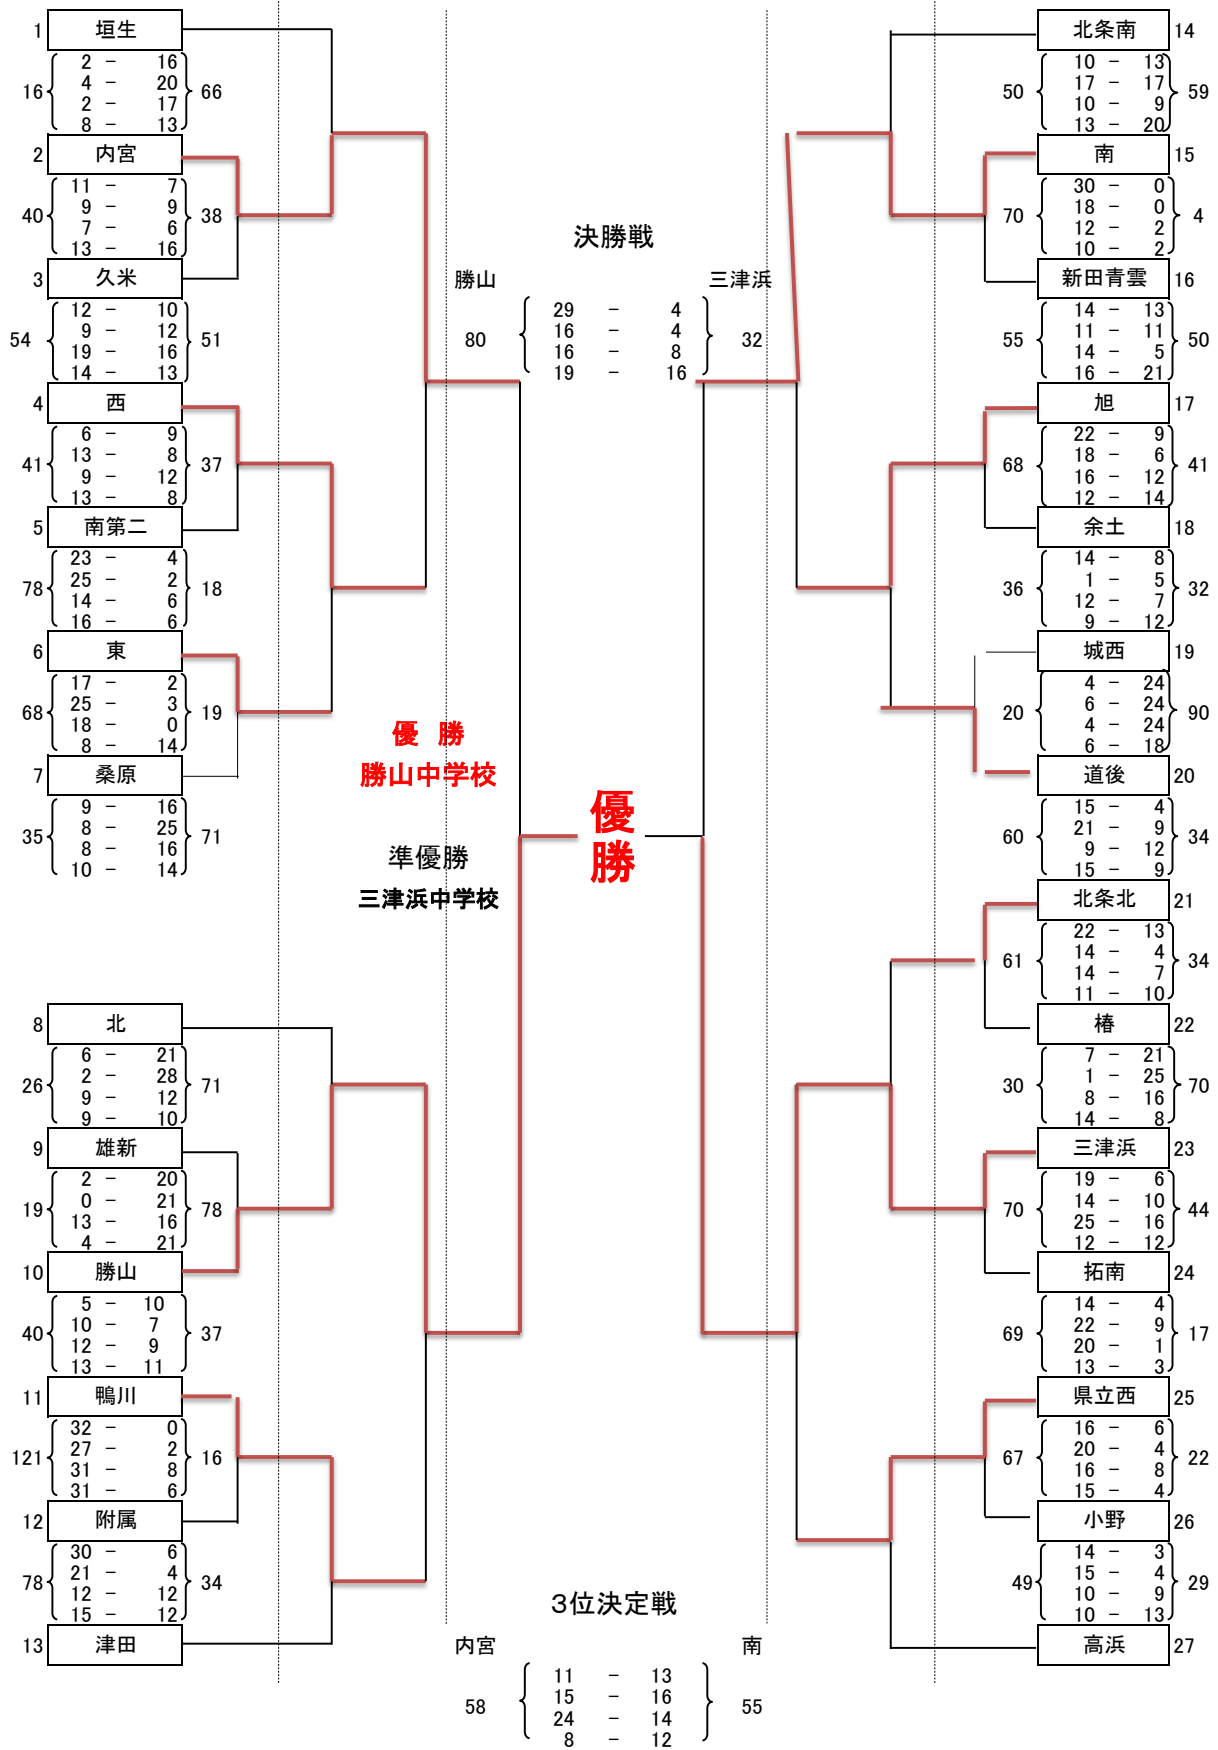 1 垣生
2 － 16
4 － 20
16 66
2 － 17
8 － 13
2 内宮
11 － 7
9 － 9
40 38
7 － 6
13 － 16
3 久米
12 － 10
9 － 12
54 51
19 － 16
14 － 13
4 西
6 － 9
13 － 8
41 37
9 － 12
13 － 8
5 南第二
23 － 4
25 － 2
78 18
14 － 6
16 － 6
6 東
17 － 2
25 － 3
68 19
18 － 0
8 － 14
7 桑原
9 － 16
8 － 25
35 71
8 － 16
10 － 14
8 北
6 － 21
2 － 28
26 71
9 － 12
9 － 10
9 雄新
2 － 20
0 － 21
19 78
13 － 16
4 － 21
10 勝山
5 － 10
10 － 7
40 37
12 － 9
13 － 11
11 鴨川
32 － 0
27 － 2
121 16
31 － 8
31 － 6
12 附属
30 － 6
21 － 4
78 34
12 － 12
15 － 12
13 津田
決勝戦
勝山 三津浜
29 － 4
16 － 4
80 32
16 － 8
19 － 16
優 勝
勝山中学校
準優勝
三津浜中学校
優
勝
3位決定戦
内宮 南
11 － 13
15 － 16
58 55
24 － 14
8 － 12
北条南 14
10 － 13
17 － 17
50 59
10 － 9
13 － 20
南 15
30 － 0
18 － 0
70 4
12 － 2
10 － 2
新田青雲 16
14 － 13
11 － 11
55 50
14 － 5
16 － 21
旭 17
22 － 9
18 － 6
68 41
16 － 12
12 － 14
余土 18
14 － 8
1 － 5
36 32
12 － 7
9 － 12
城西 19
4 － 24
6 － 24
20 90
4 － 24
6 － 18
道後 20
15 － 4
21 － 9
60 34
9 － 12
15 － 9
北条北 21
22 － 13
14 － 4
61 34
14 － 7
11 － 10
椿 22
7 － 21
1 － 25
30 70
8 － 16
14 － 8
三津浜 23
19 － 6
14 － 10
70 44
25 － 16
12 － 12
拓南 24
14 － 4
22 － 9
69 17
20 － 1
13 － 3
県立西 25
16 － 6
20 － 4
67 22
16 － 8
15 － 4
小野 26
14 － 3
15 － 4
49 29
10 － 9
10 － 13
高浜 27